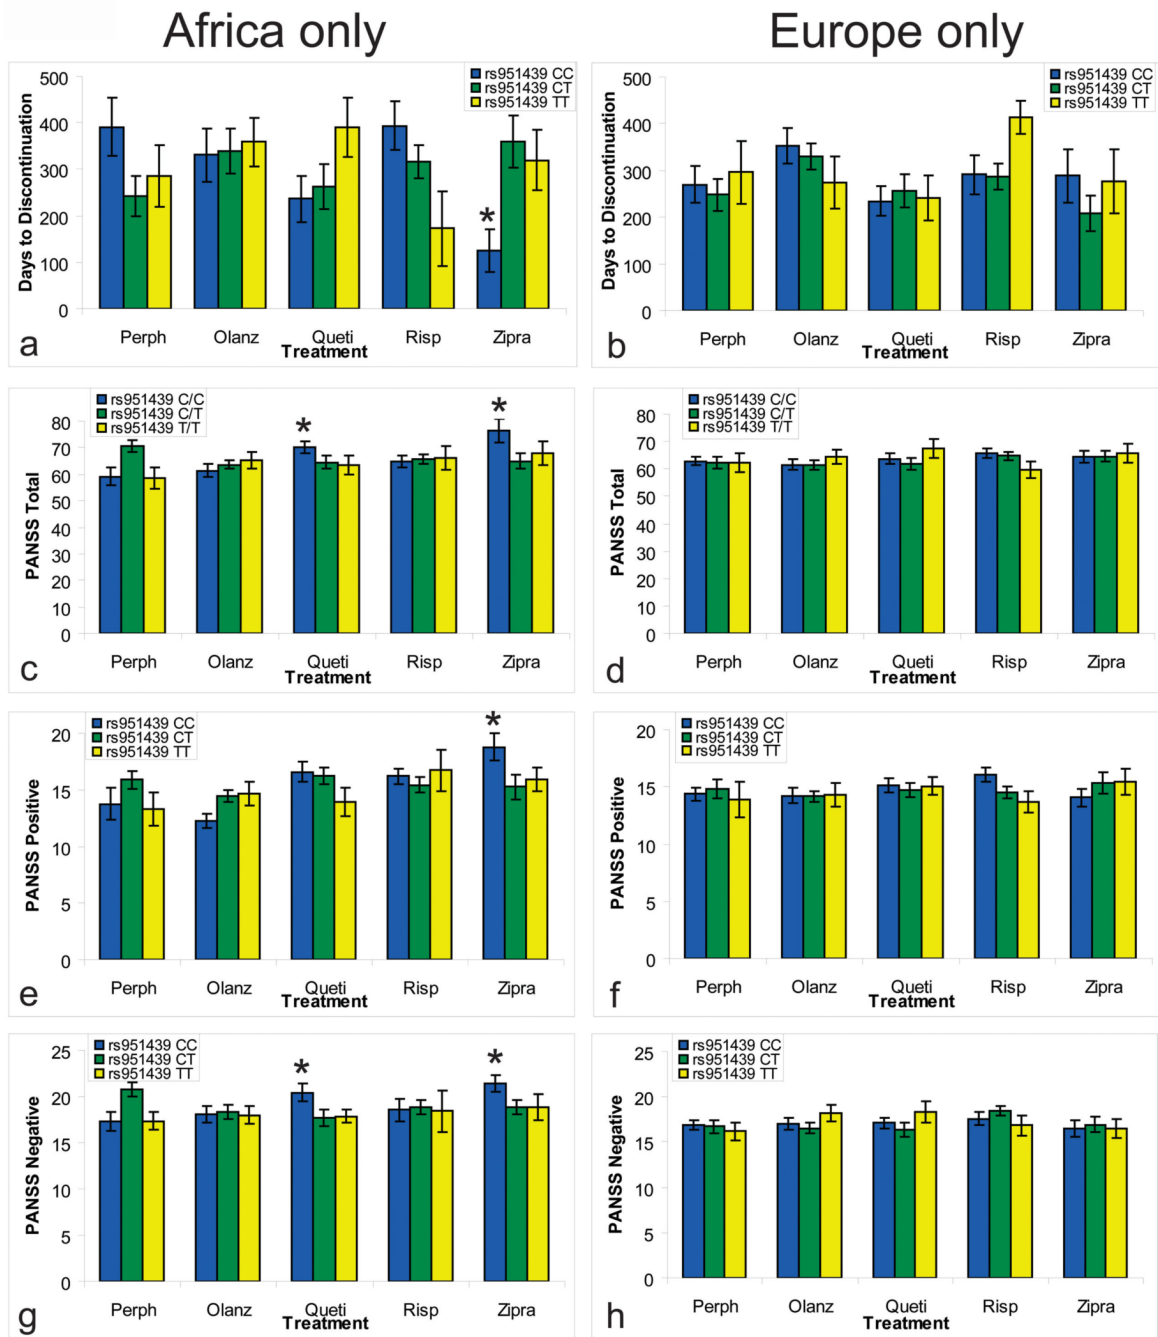 Africa only
Europe only
500
400
300
200
100
0
Days to Discontinuation
rs951439 CC
rs951439 CT
rs951439 TT
*
Perph Olanz Queti Risp Zipra
Treatment
a
500
400
300
200
100
0
Days to Discontinuation
rs951439 CC
rs951439 CT
rs951439 TT
Perph Olanz Queti Risp Zipra
Treatment
b
80
70
60
50
40
30
20
10
0
PANSS Total
rs951439 C/C
rs951439 C/T
rs951439 T/T
* *
Perph Olanz Queti Risp Zipra
Treatment
c
80
70
60
50
40
30
20
10
0
PANSS Total
rs951439 C/C
rs951439 C/T
rs951439 T/T
Perph Olanz Queti Risp Zipra
Treatment
d
20
15
10
5
0
PANSS Positive
rs951439 CC
rs951439 CT
rs951439 TT
*
Perph Olanz Queti Risp Zipra
Treatment
e
20
15
10
5
0
PANSS Positive
rs951439 CC
rs951439 CT
rs951439 TT
Perph Olanz Queti Risp Zipra
Treatment
f
25
20
15
10
5
0
PANSS Negative
rs951439 CC
rs951439 CT
rs951439 TT
* *
Perph Olanz Queti Risp Zipra
Treatment
g
25
20
15
10
5
0
PANSS Negative
rs951439 CC
rs951439 CT
rs951439 TT
Perph Olanz Queti Risp Zipra
Treatment
h